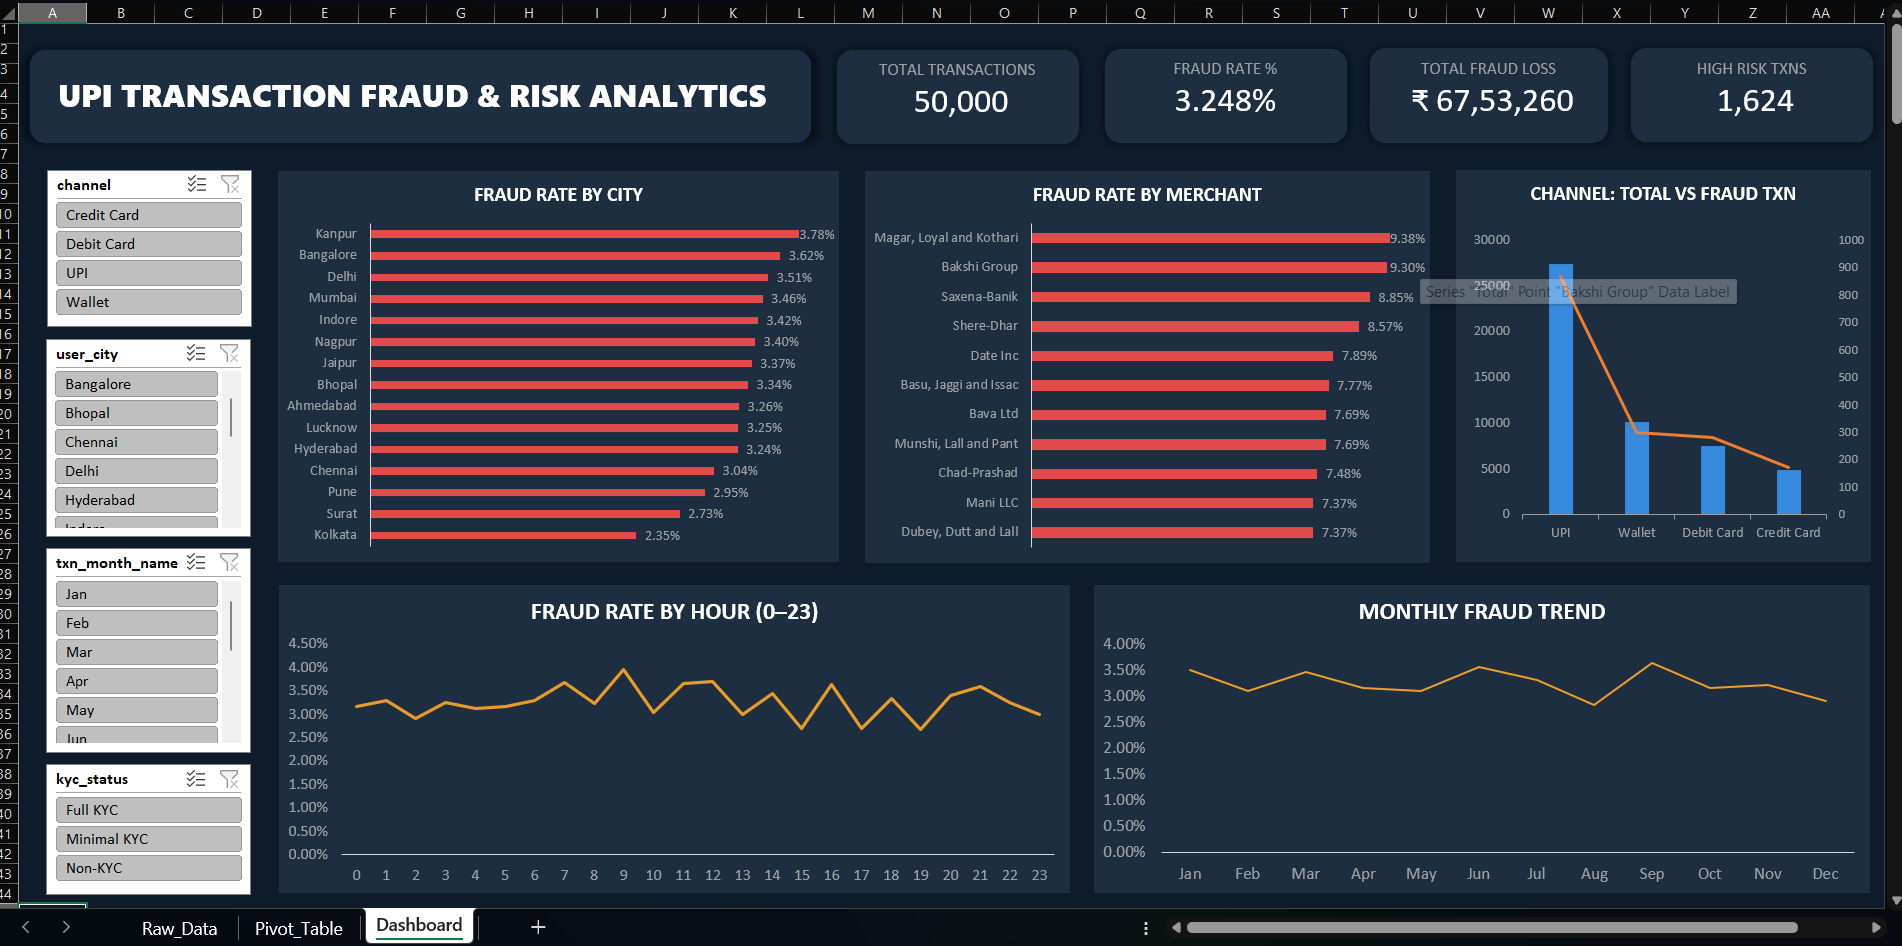 A B C D E F G H I J K L M N O P Q R S T U V W X Y Z AA
UPI TRANSACTION FRAUD & RISK ANALYTICS
TOTAL TRANSACTIONS
50,000
FRAUD RATE %
3.248%
TOTAL FRAUD LOSS
₹ 67,53,260
HIGH RISK TXNS
1,624
channel
Credit Card
Debit Card
UPI
Wallet
user_city
Bangalore
Bhopal
Chennai
Delhi
Hyderabad
Indore
txn_month_name
Jan
Feb
Mar
Apr
May
Jun
kyc_status
Full KYC
Minimal KYC
Non-KYC
FRAUD RATE BY CITY
Kanpur 3.78%
Bangalore 3.62%
Delhi 3.51%
Mumbai 3.46%
Indore 3.42%
Nagpur 3.40%
Jaipur 3.37%
Bhopal 3.34%
Ahmedabad 3.26%
Lucknow 3.25%
Hyderabad 3.24%
Chennai 3.04%
Pune 2.95%
Surat 2.73%
Kolkata 2.35%
FRAUD RATE BY MERCHANT
Magar, Loyal and Kothari 9.38%
Bakshi Group 9.30%
Saxena-Banik 8.85%
Shere-Dhar 8.57%
Date Inc 7.89%
Basu, Jaggi and Issac 7.77%
Bava Ltd 7.69%
Munshi, Lall and Pant 7.69%
Chad-Prashad 7.48%
Mani LLC 7.37%
Dubey, Dutt and Lall 7.37%
CHANNEL: TOTAL VS FRAUD TXN
30000
25000
20000
15000
10000
5000
0
1000
900
800
700
600
500
400
300
200
100
0
UPI Wallet Debit Card Credit Card
Series "Total" Point "Bakshi Group" Data Label
FRAUD RATE BY HOUR (0–23)
4.50%
4.00%
3.50%
3.00%
2.50%
2.00%
1.50%
1.00%
0.50%
0.00%
0 1 2 3 4 5 6 7 8 9 10 11 12 13 14 15 16 17 18 19 20 21 22 23
MONTHLY FRAUD TREND
4.00%
3.50%
3.00%
2.50%
2.00%
1.50%
1.00%
0.50%
0.00%
Jan Feb Mar Apr May Jun Jul Aug Sep Oct Nov Dec
Raw_Data Pivot_Table Dashboard